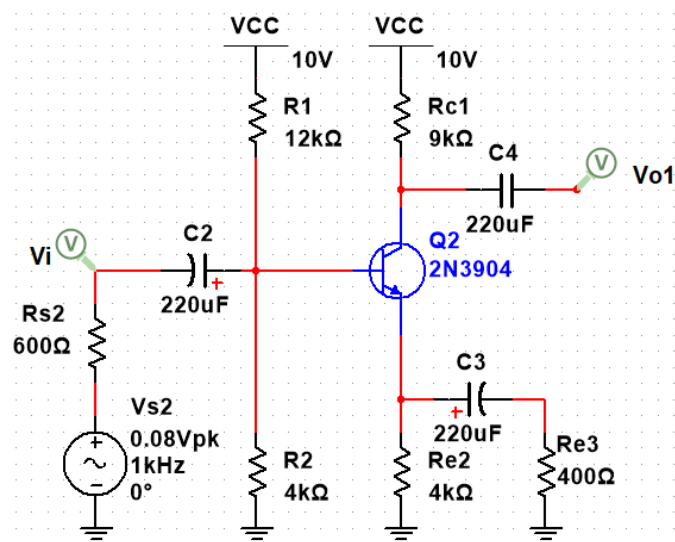 VCC
10V
VCC
10V
R1
12kΩ
Rc1
9kΩ
C4
220uF
V
Vo1
V
Vi
C2
+
220uF
Q2
2N3904
Rs2
600Ω
C3
+
220uF
Vs2
0.08Vpk
1kHz
0°
R2
4kΩ
Re2
4kΩ
Re3
400Ω